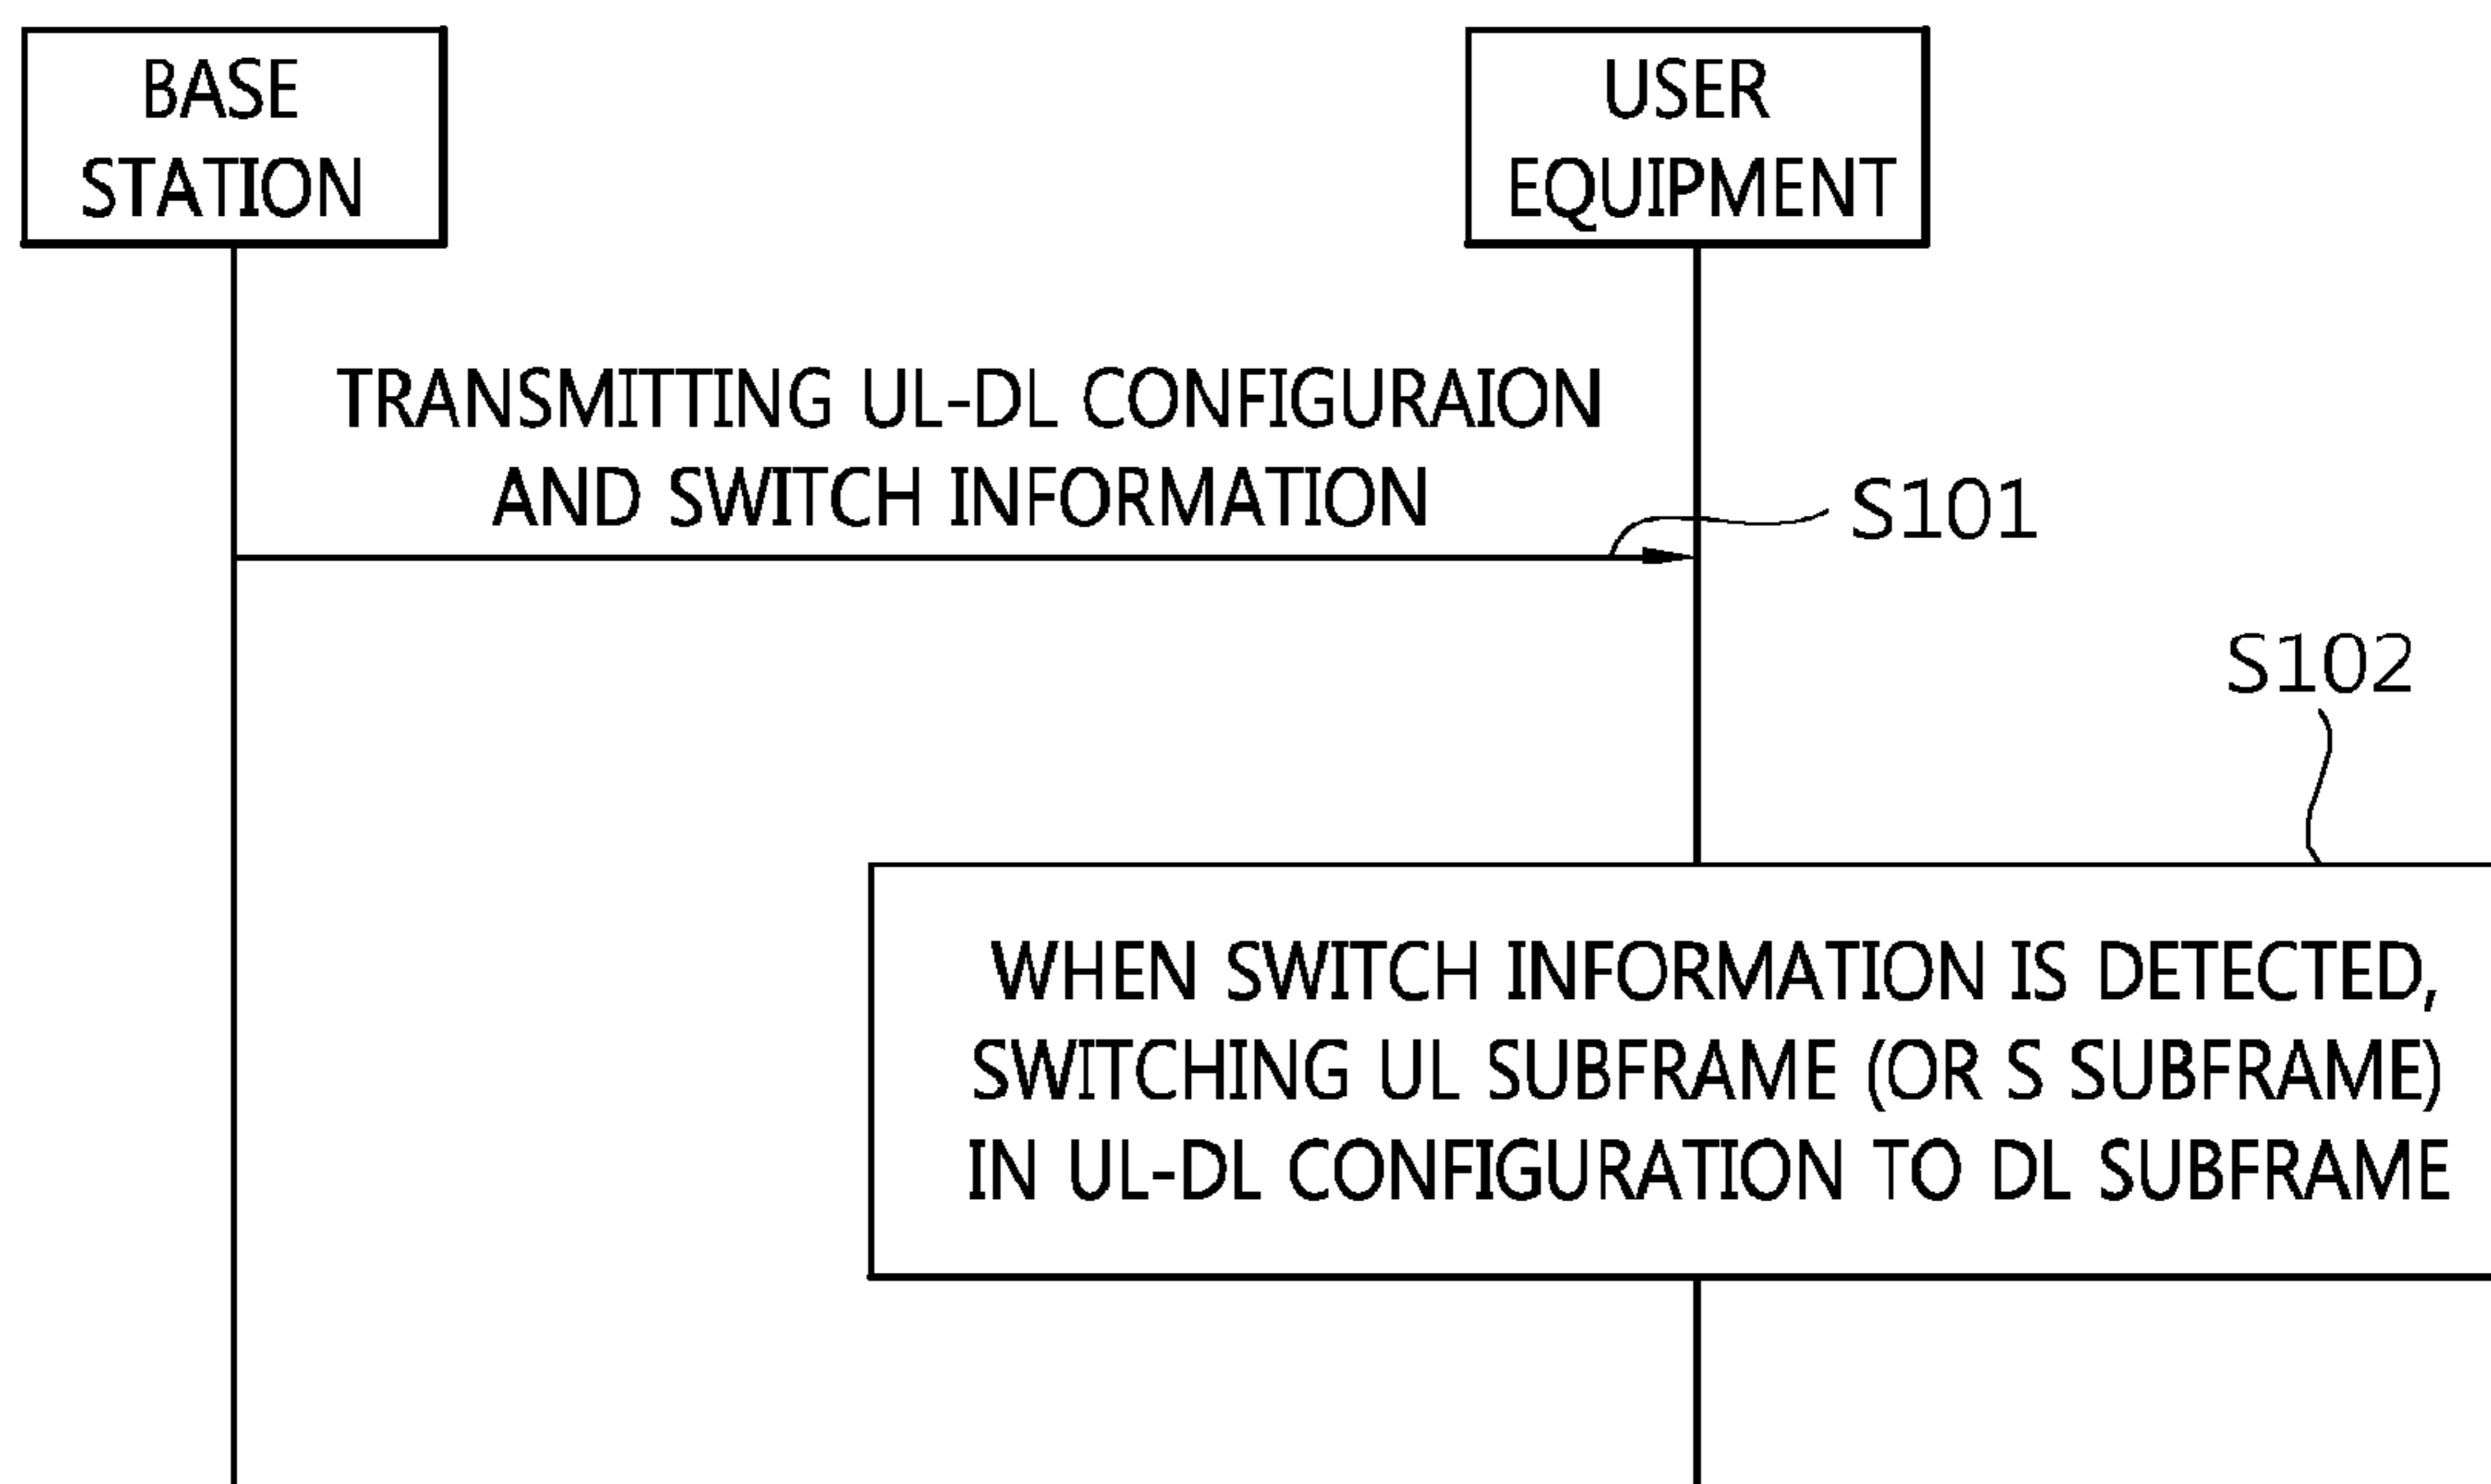 BASE
STATION
USER
EQUIPMENT
TRANSMITTING UL-DL CONFIGURAION
AND SWITCH INFORMATION
S101
S102
WHEN SWITCH INFORMATION IS DETECTED,
SWITCHING UL SUBFRAME (OR S SUBFRAME)
IN UL-DL CONFIGURATION TO DL SUBFRAME